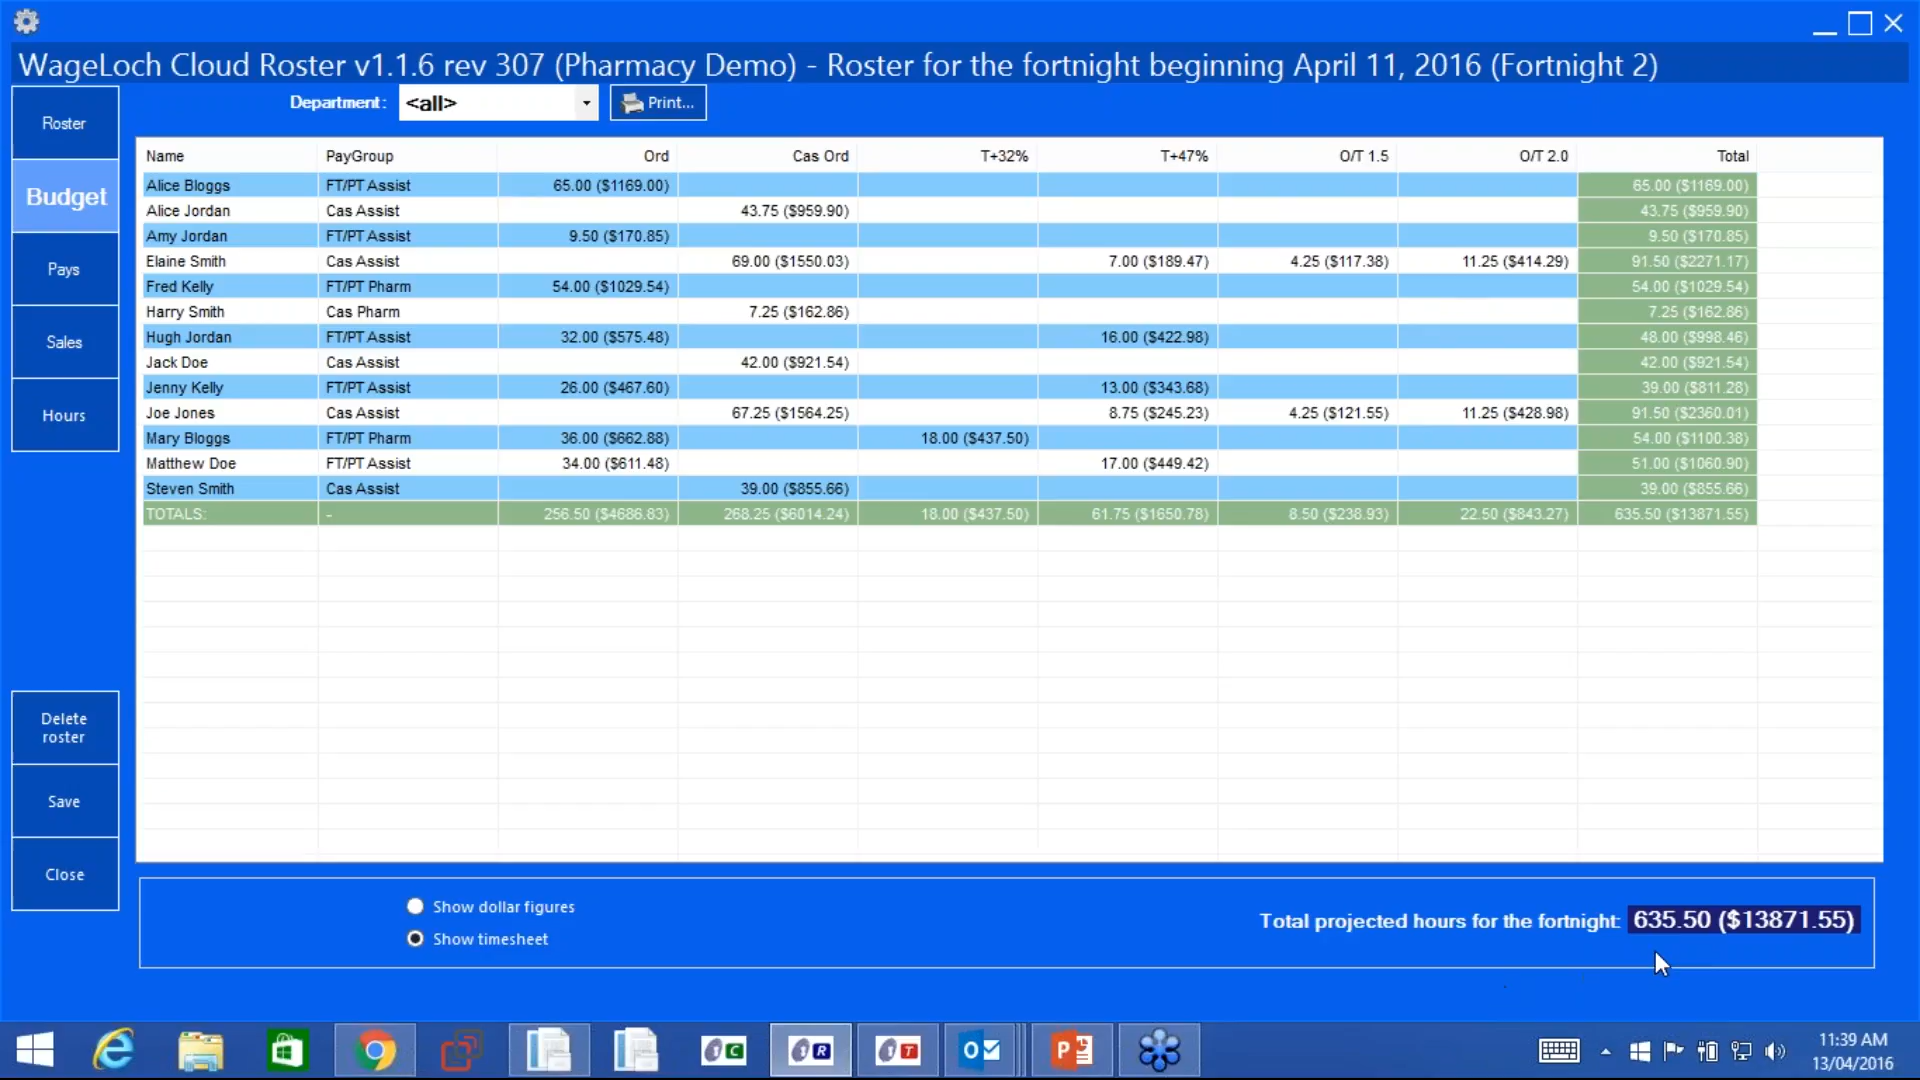 WageLoch Cloud Roster v1.1.6 rev 307 (Pharmacy Demo) - Roster for the fortnight beginning April 11, 2016 (Fortnight 2)
Department: <all> Print...
Roster
Budget
Pays
Sales
Hours
Delete
roster
Save
Close
Name PayGroup Ord Cas Ord T+32% T+47% O/T 1.5 O/T 2.0 Total
Alice Bloggs FT/PT Assist 65.00 ($1169.00) 65.00 ($1169.00)
Alice Jordan Cas Assist 43.75 ($959.90) 43.75 ($959.90)
Amy Jordan FT/PT Assist 9.50 ($170.85) 9.50 ($170.85)
Elaine Smith Cas Assist 69.00 ($1550.03) 7.00 ($189.47) 4.25 ($117.38) 11.25 ($414.29) 91.50 ($2271.17)
Fred Kelly FT/PT Pharm 54.00 ($1029.54) 54.00 ($1029.54)
Harry Smith Cas Pharm 7.25 ($162.86) 7.25 ($162.86)
Hugh Jordan FT/PT Assist 32.00 ($575.48) 16.00 ($422.98) 48.00 ($998.46)
Jack Doe Cas Assist 42.00 ($921.54) 42.00 ($921.54)
Jenny Kelly FT/PT Assist 26.00 ($467.60) 13.00 ($343.68) 39.00 ($811.28)
Joe Jones Cas Assist 67.25 ($1564.25) 8.75 ($245.23) 4.25 ($121.55) 11.25 ($428.98) 91.50 ($2360.01)
Mary Bloggs FT/PT Pharm 36.00 ($662.88) 18.00 ($437.50) 54.00 ($1100.38)
Matthew Doe FT/PT Assist 34.00 ($611.48) 17.00 ($449.42) 51.00 ($1060.90)
Steven Smith Cas Assist 39.00 ($855.66) 39.00 ($855.66)
TOTALS: - 256.50 ($4686.83) 268.25 ($6014.24) 18.00 ($437.50) 61.75 ($1650.78) 8.50 ($238.93) 22.50 ($843.27) 635.50 ($13871.55)
Show dollar figures
Show timesheet
Total projected hours for the fortnight: 635.50 ($13871.55)
11:39 AM
13/04/2016